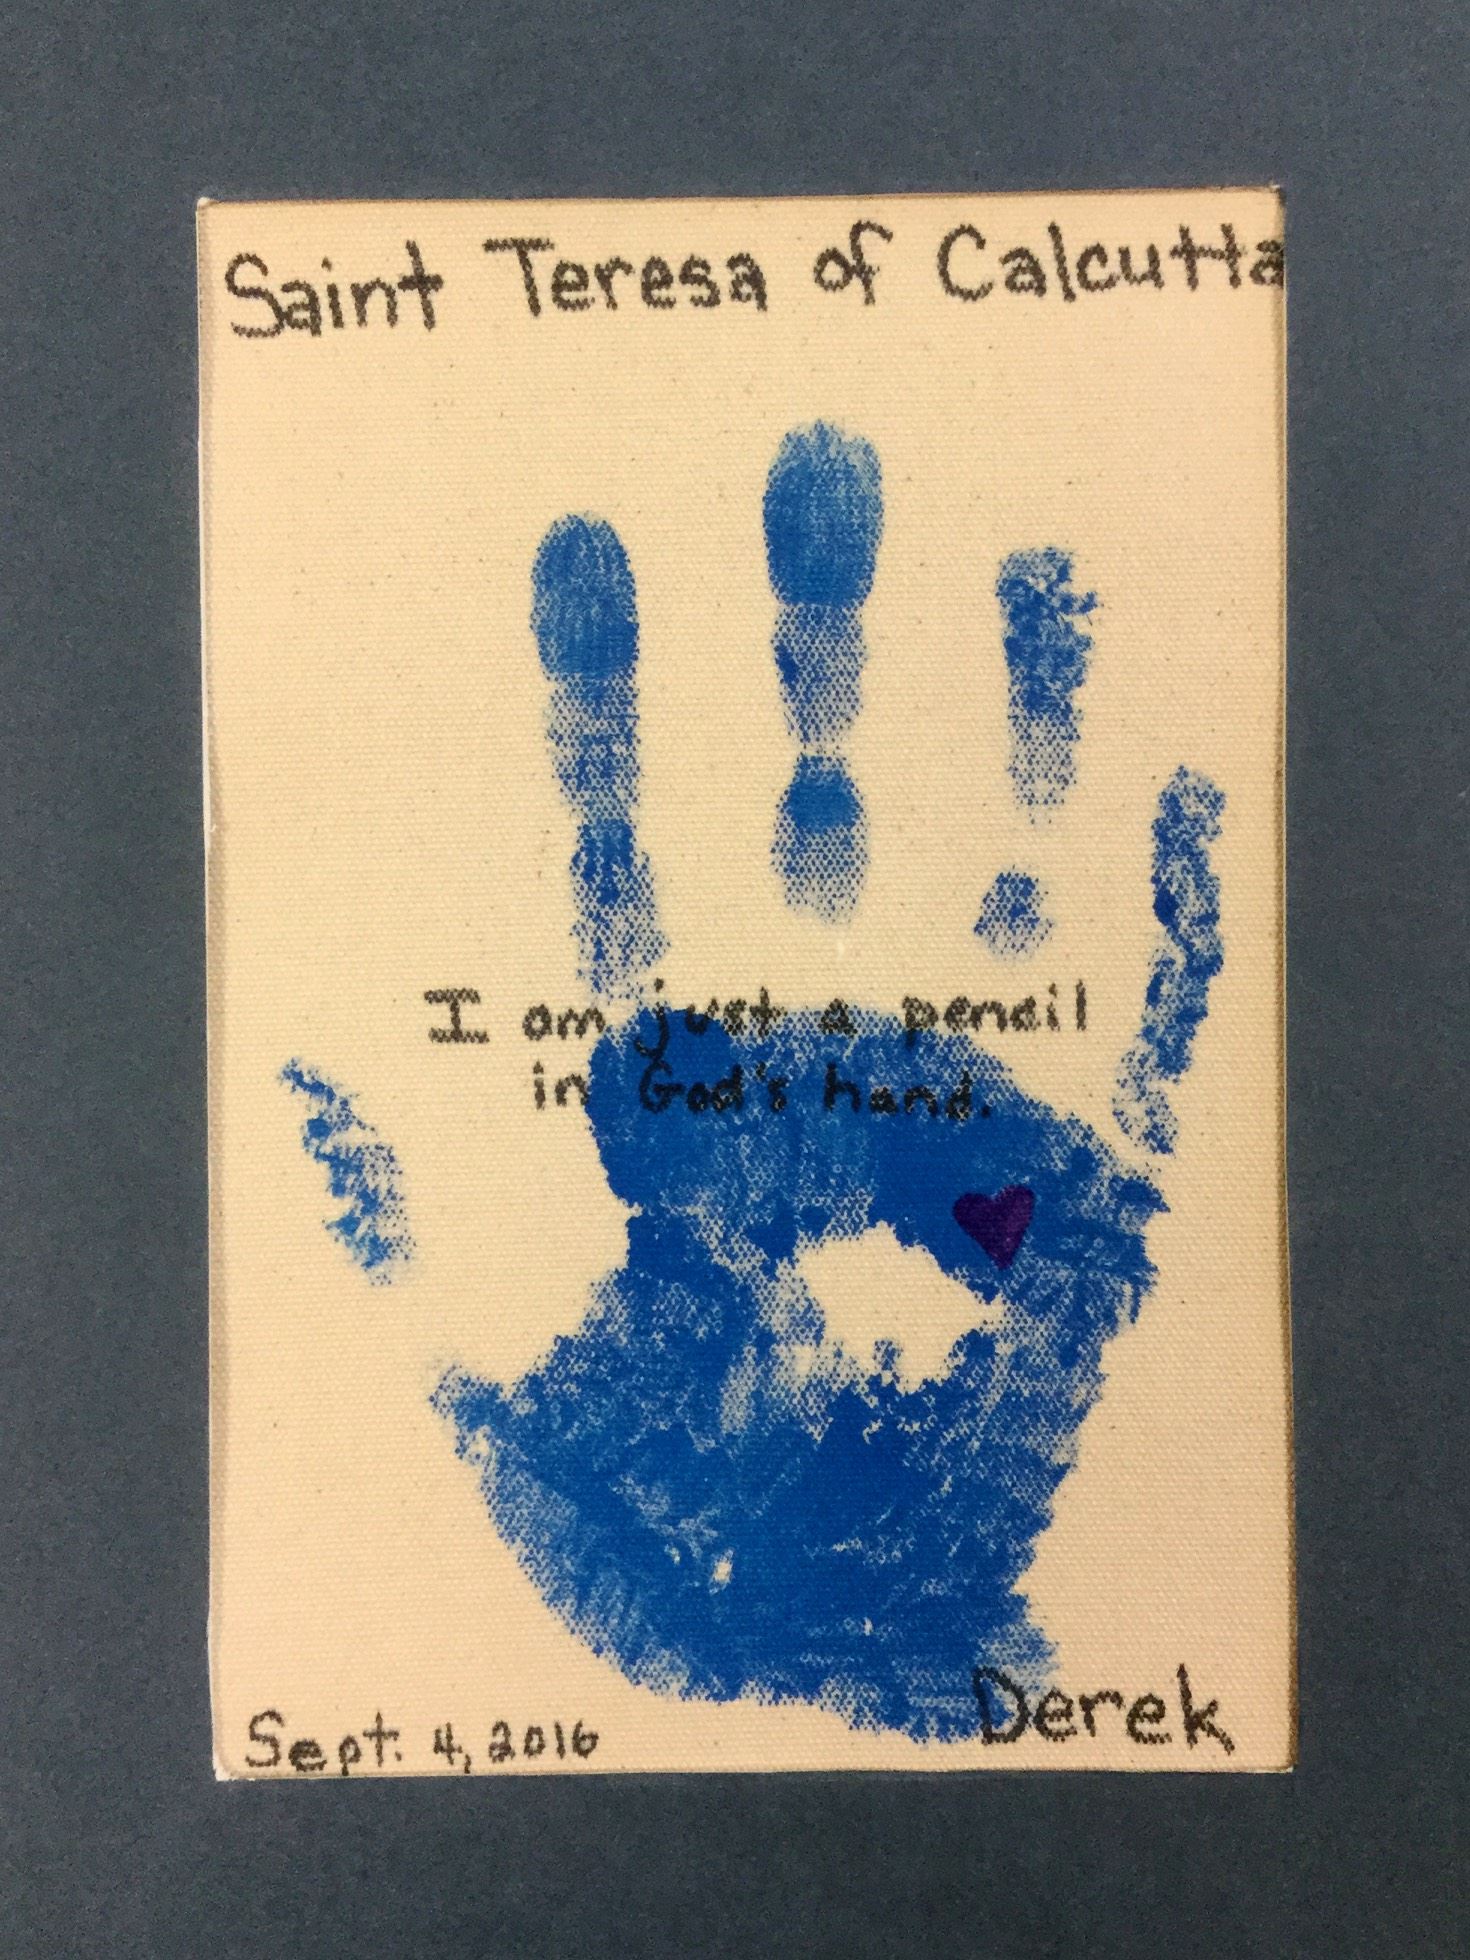 Saint Teresa of Calcutta
I am just a pencil
in God's hand.
Derek
Sept. 4, 2016